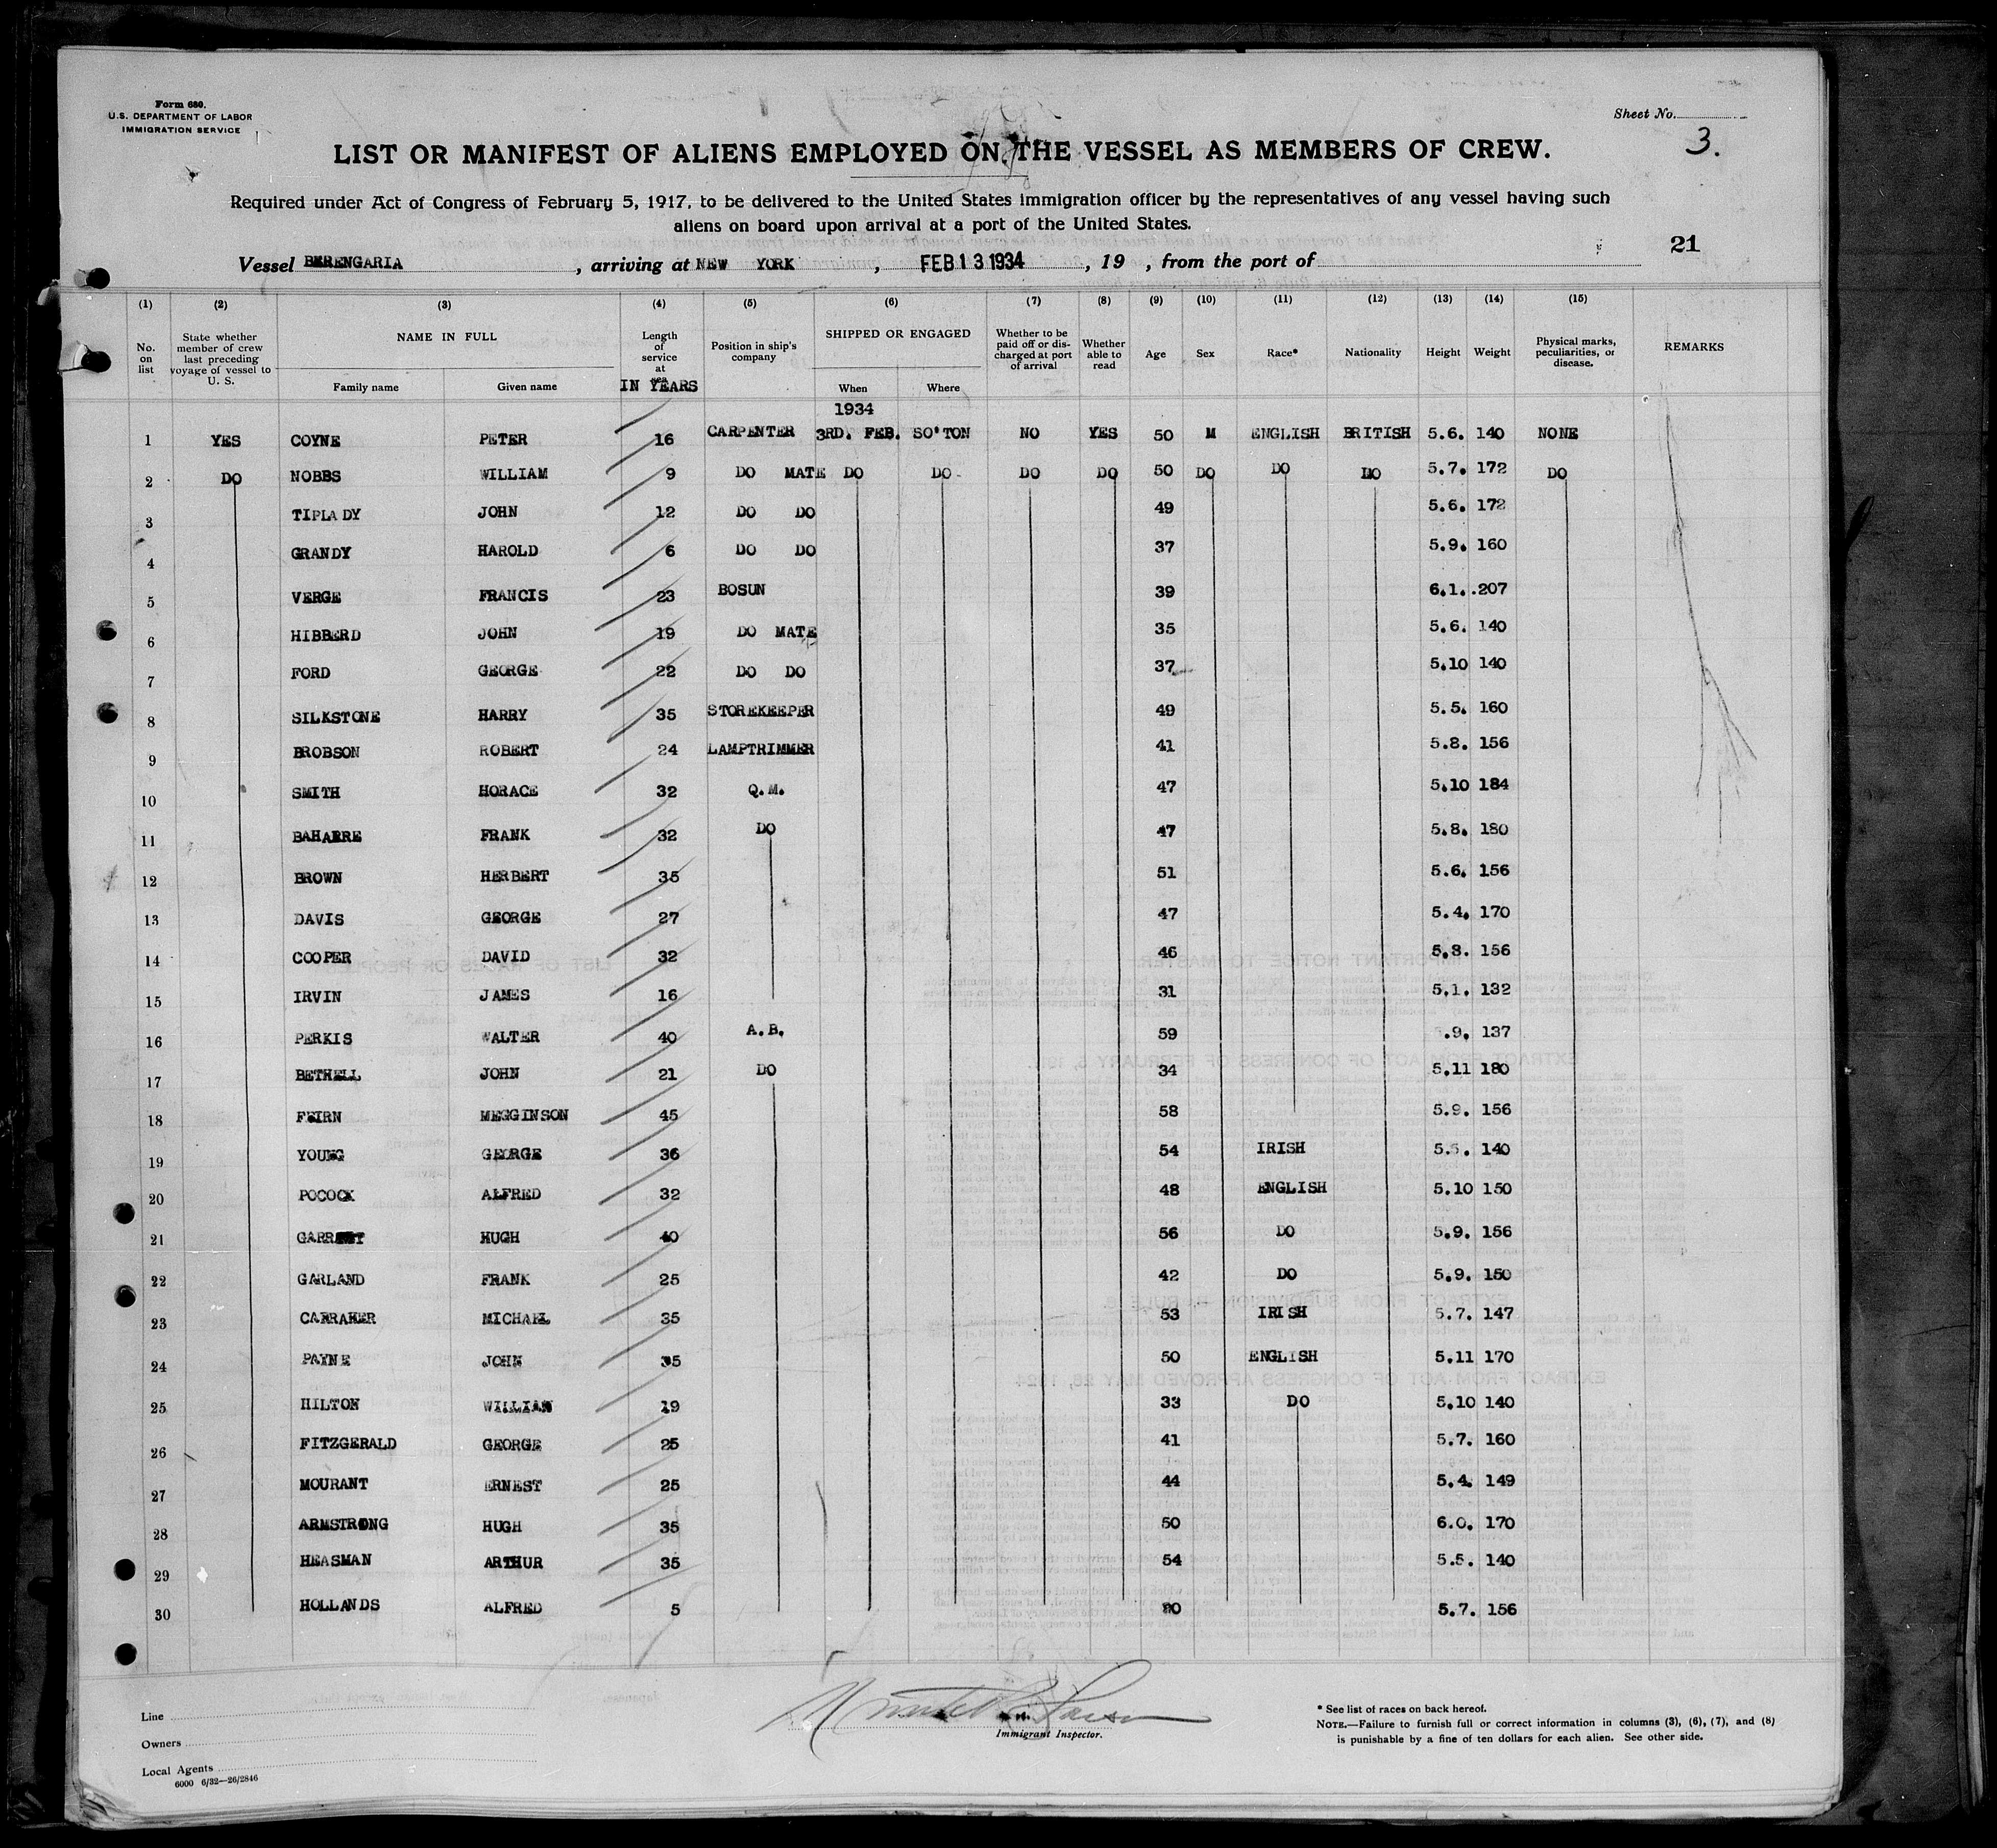 Form 680.
U.S. DEPARTMENT OF LABOR
IMMIGRATION SERVICE
Sheet No.
3.
LIST OR MANIFEST OF ALIENS EMPLOYED ON THE VESSEL AS MEMBERS OF CREW.
Required under Act of Congress of February 5, 1917, to be delivered to the United States immigration officer by the representatives of any vessel having such
aliens on board upon arrival at a port of the United States.
21
Vessel BERENGARIA, arriving at NEW YORK, FEB 13 1934, 19 , from the port of
(1) (2) (3) (4) (5) (6) (7) (8) (9) (10) (11) (12) (13) (14) (15)
No. on list
State whether member of crew last preceding voyage of vessel to U. S.
NAME IN FULL
Family name Given name
Length of service at sea
IN YEARS
Position in ship's company
SHIPPED OR ENGAGED
When Where
Whether to be paid off or discharged at port of arrival
Whether able to read
Age
Sex
Race*
Nationality
Height
Weight
Physical marks, peculiarities, or disease.
REMARKS
1934
1 YES COYNE PETER 16 CARPENTER 3RD. FEB. SO'TON NO YES 50 M ENGLISH BRITISH 5.6. 140 NONE
2 DO NOBBS WILLIAM 9 DO MATE DO DO DO DO 50 DO DO DO 5.7. 172 DO
3 TIPLADY JOHN 12 DO DO 49 5.6. 172
4 GRANDY HAROLD 6 DO DO 37 5.9. 160
5 VERGE FRANCIS 23 BOSUN 39 6.1. 207
6 HIBBERD JOHN 19 DO MATE 35 5.6. 140
7 FORD GEORGE 22 DO DO 37 5.10 140
8 SILKSTONE HARRY 35 STOREKEEPER 49 5.5. 160
9 BROBSON ROBERT 24 LAMPTRIMMER 41 5.8. 156
10 SMITH HORACE 32 Q.M. 47 5.10 184
11 FRANK 32 DO 47 5.8. 180
12 BROWN HERBERT 35 51 5.6. 156
13 DAVIS GEORGE 27 47 5.4. 170
14 COOPER DAVID 32 46 5.8. 156
15 IRVIN JAMES 16 31 5.1. 132
16 PERKIS WALTER 40 A.B. 59 .9. 137
17 BETHELL JOHN 21 DO 34 5.11 180
18 FEIRN MEGGINSON 45 58 5.9. 156
19 YOUNG GEORGE 36 54 IRISH 5.5. 140
20 POCOCK ALFRED 32 48 ENGLISH 5.10 150
21 HUGH 40 56 DO 5.9. 156
22 GARLAND FRANK 25 42 DO 5.9. 150
23 CARRAHER MICHAEL 35 53 IRISH 5.7. 147
24 PAYNE JOHN 35 50 ENGLISH 5.11 170
25 HILTON WILLIAM 19 33 DO 5.10 140
26 FITZGERALD GEORGE 25 41 5.7. 160
27 MOURANT ERNEST 25 44 5.4. 149
28 ARMSTRONG HUGH 35 50 6.0. 170
29 HEASMAN ARTHUR 35 54 5.5. 140
30 HOLLANDS ALFRED 5 5.7. 156
Line
Owners
Local Agents
6000 6/32—26/2846
Immigrant Inspector.
* See list of races on back hereof.
NOTE.—Failure to furnish full or correct information in columns (3), (6), (7), and (8)
is punishable by a fine of ten dollars for each alien. See other side.